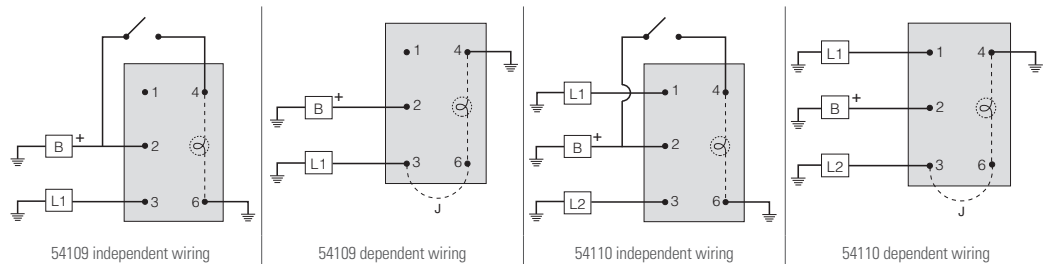 1 4
B + 2
L1 3 6
54109 independent wiring
1 4
B + 2
L1 3 6
J
54109 dependent wiring
L1 1 4
B + 2
L2 3 6
54110 independent wiring
L1 1 4
B + 2
L2 3 6
J
54110 dependent wiring